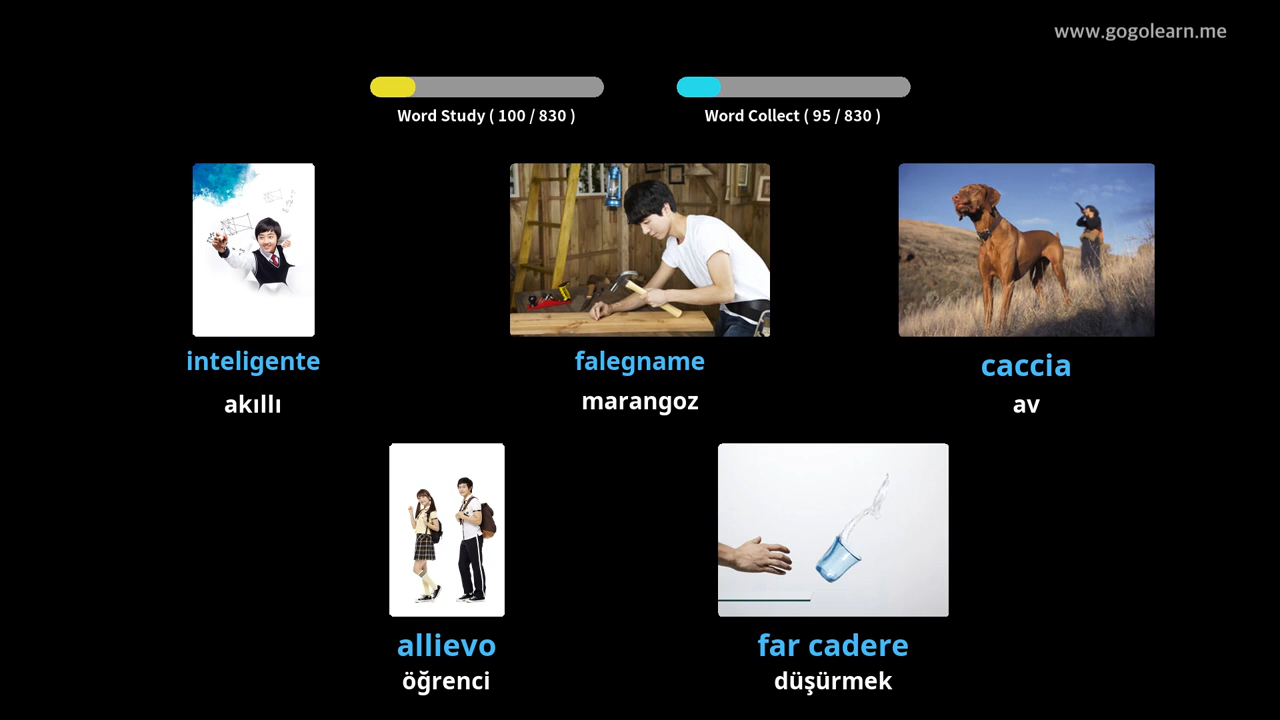 www.gogolearn.me
Word Study ( 100 / 830 )
Word Collect ( 95 / 830 )
inteligente
akıllı
falegname
marangoz
caccia
av
allievo
öğrenci
far cadere
düşürmek